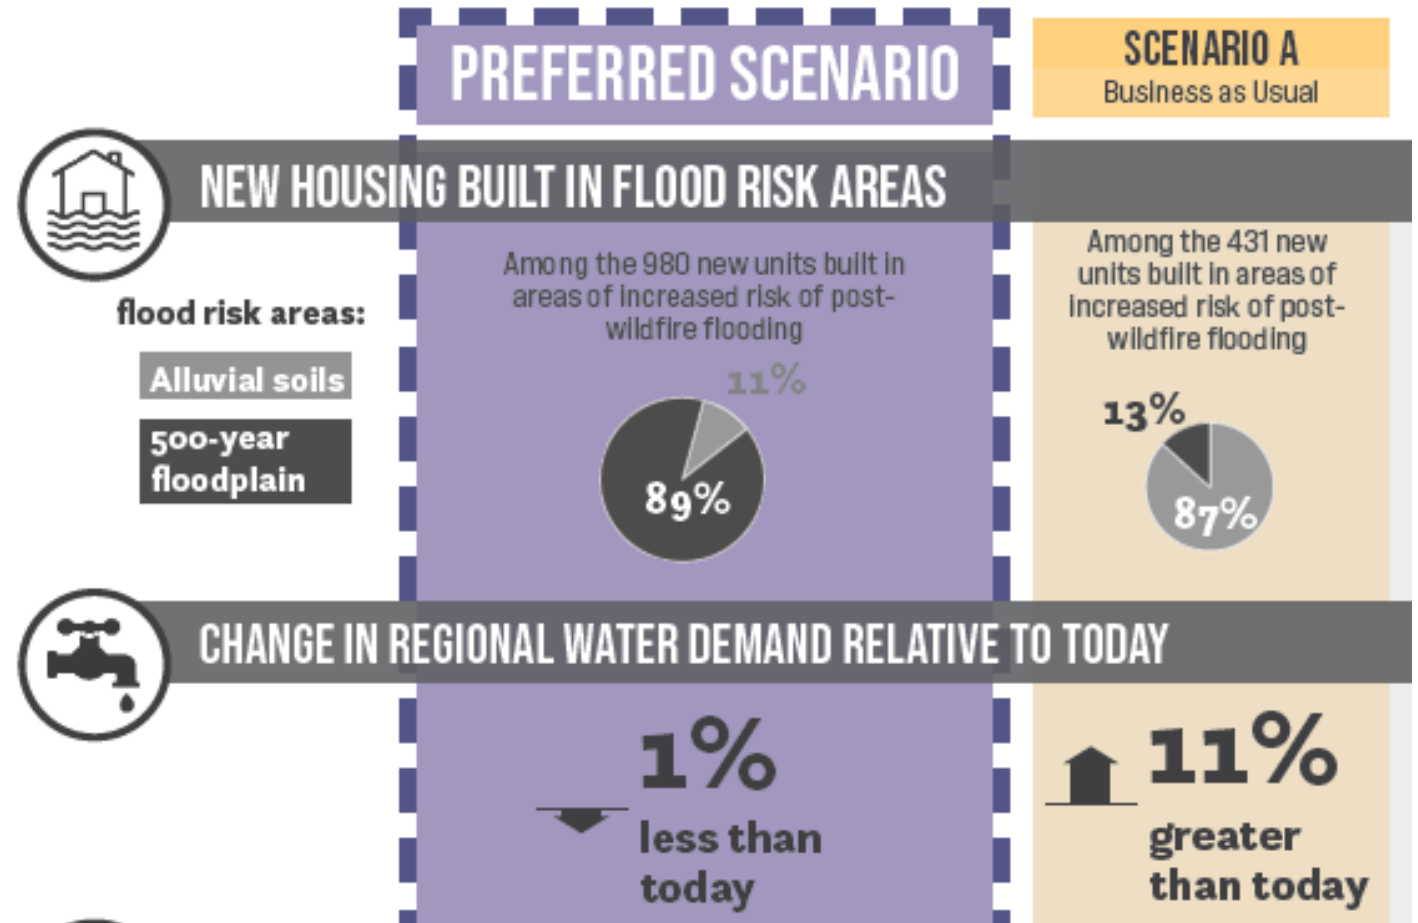 PREFERRED SCENARIO
SCENARIO A
Business as Usual
NEW HOUSING BUILT IN FLOOD RISK AREAS
flood risk areas:
Alluvial soils
500-year
floodplain
Among the 980 new units built in
areas of increased risk of post-
wildfire flooding
11%
89%
Among the 431 new
units built in areas of
increased risk of post-
wildfire flooding
13%
87%
CHANGE IN REGIONAL WATER DEMAND RELATIVE TO TODAY
1%
less than
today
11%
greater
than today